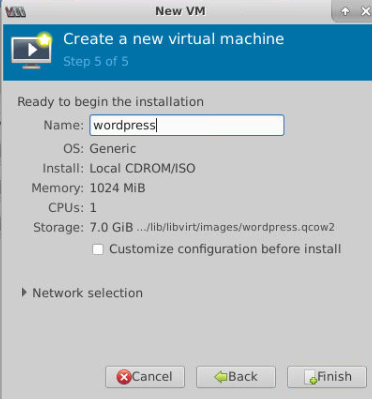 New VM
Create a new virtual machine
Step 5 of 5
Ready to begin the installation
Name: wordpress
OS: Generic
Install: Local CDROM/ISO
Memory: 1024 MiB
CPUs: 1
Storage: 7.0 GiB .../lib/libvirt/images/wordpress.qcow2
Customize configuration before install
Network selection
Cancel Back Finish